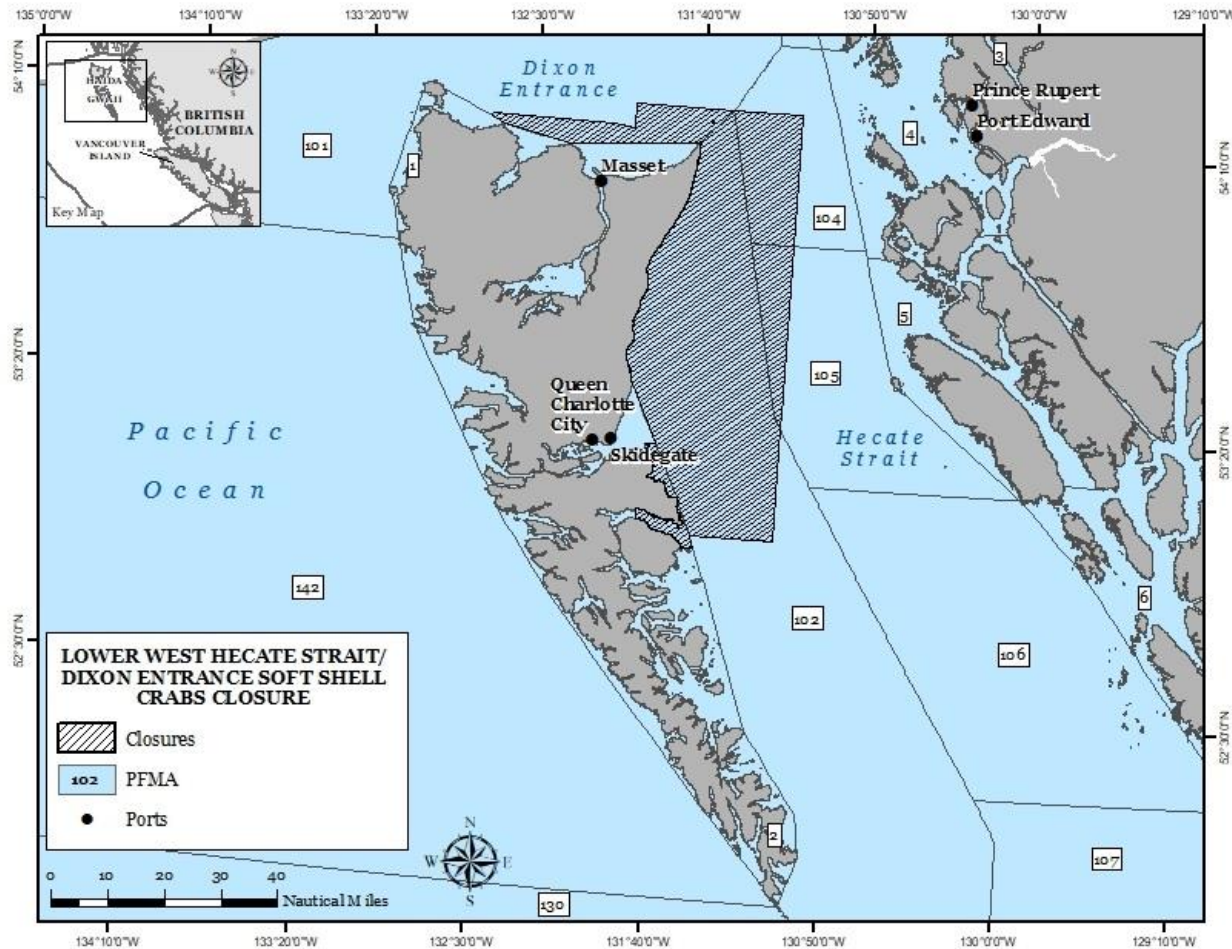 135°0'0"W
134°10'0"W
133°20'0"W
132°30'0"W
131°40'0"W
130°50'0"W
130°0'0"W
129°10'0"W
54°10'0"N
53°20'0"N
52°30'0"N
HAIDA
GWAII
BRITISH
COLUMBIA
VANCOUVER
ISLAND
Key Map
N
W E
S
Dixon
Entrance
3
Prince Rupert
Port Edward
4
101
1
Masset
104
54°10'0"N
5
105
Queen
Charlotte
City
Skidegate
Hecate
Strait
Pacific
Ocean
53°20'0"N
142
102
6
106
52°30'0"N
LOWER WEST HECATE STRAIT/
DIXON ENTRANCE SOFT SHELL
CRABS CLOSURE
Closures
102 PFMA
Ports
2
107
N
W E
S
0 10 20 30 40
Nautical Miles
130
134°10'0"W
133°20'0"W
132°30'0"W
131°40'0"W
130°50'0"W
130°0'0"W
129°10'0"W